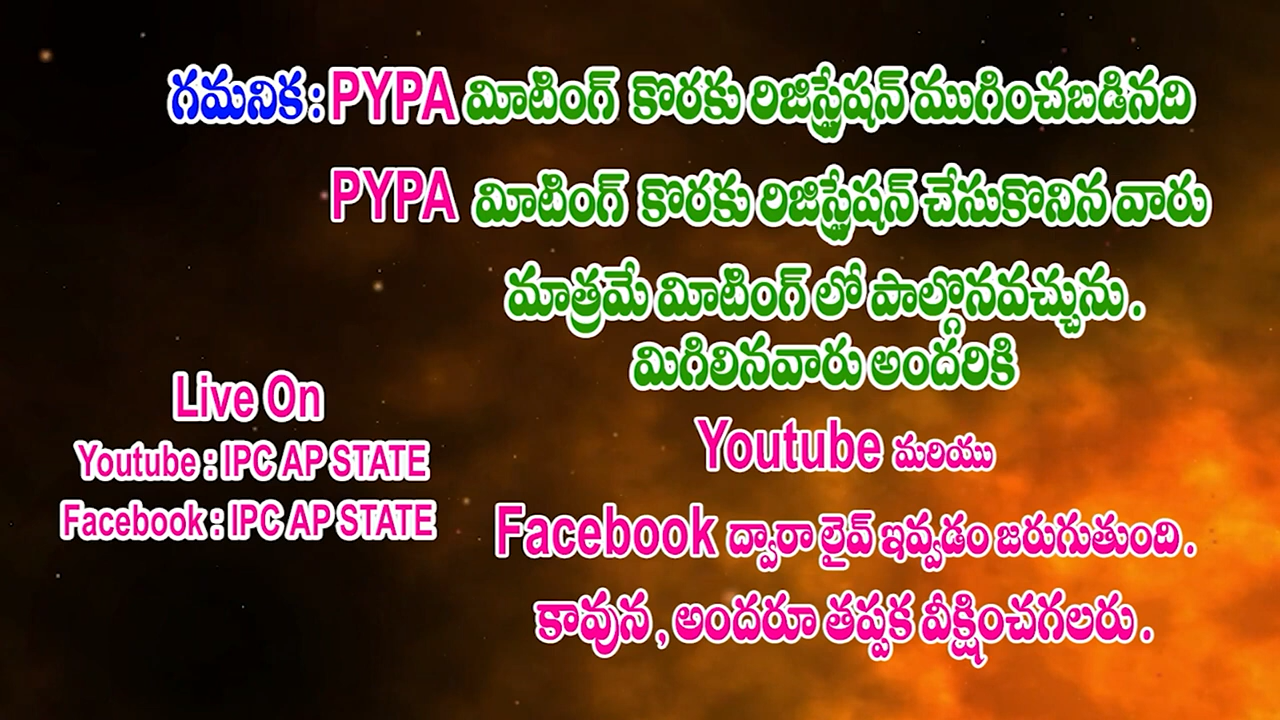 గమనిక : PYPA మీటింగ్ కొరకు రిజిస్ట్రేషన్ ముగించబడినది
PYPA మీటింగ్ కొరకు రిజిస్ట్రేషన్ చేసుకొనిన వారు
మాత్రమే మీటింగ్ లో పాల్గొనవచ్చును .
మిగిలినవారు అందరికి
Youtube మరియు
Facebook ద్వారా లైవ్ ఇవ్వడం జరుగుతుంది .
కావున , అందరూ తప్పక వీక్షించగలరు .
Live On
Youtube : IPC AP STATE
Facebook : IPC AP STATE